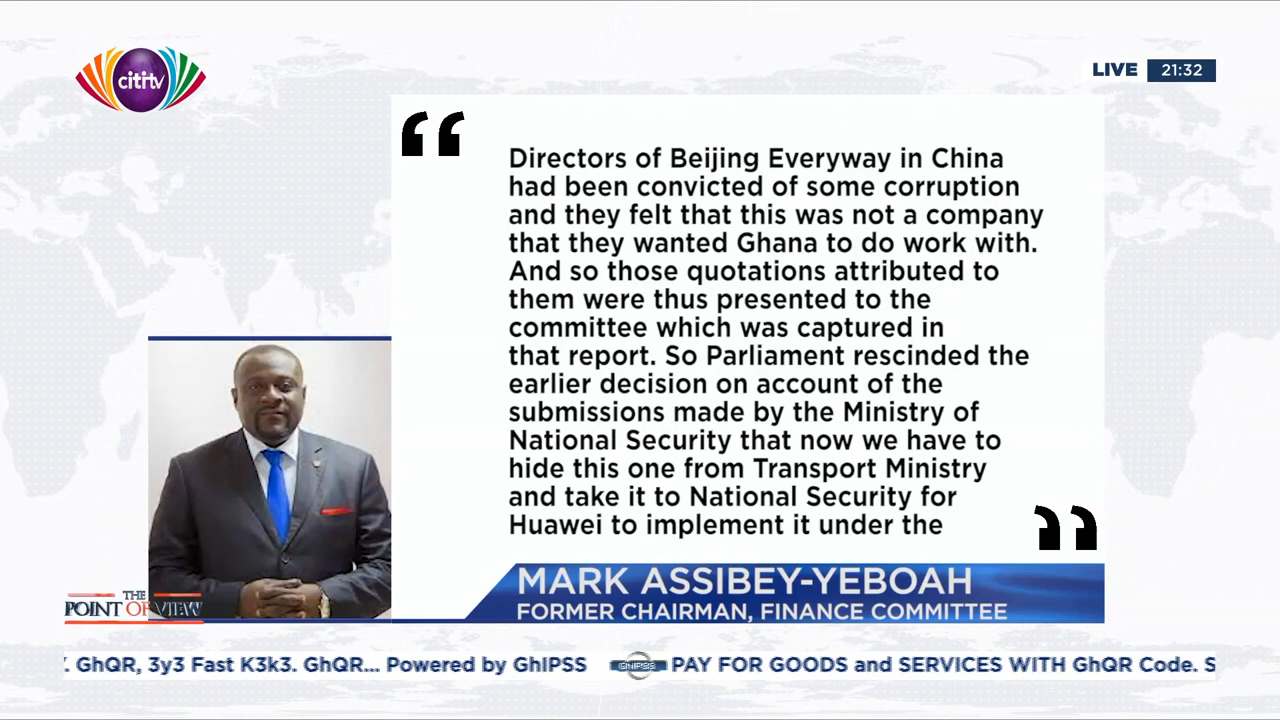 citi tv
LIVE 21:32
“
Directors of Beijing Everyway in China
had been convicted of some corruption
and they felt that this was not a company
that they wanted Ghana to do work with.
And so those quotations attributed to
them were thus presented to the
committee which was captured in
that report. So Parliament rescinded the
earlier decision on account of the
submissions made by the Ministry of
National Security that now we have to
hide this one from Transport Ministry
and take it to National Security for
Huawei to implement it under the
”
MARK ASSIBEY-YEBOAH
FORMER CHAIRMAN, FINANCE COMMITTEE
THE
POINT OF VIEW
. GhQR, 3y3 Fast K3k3. GhQR... Powered by GhIPSS GhIPSS PAY FOR GOODS and SERVICES WITH GhQR Code. S